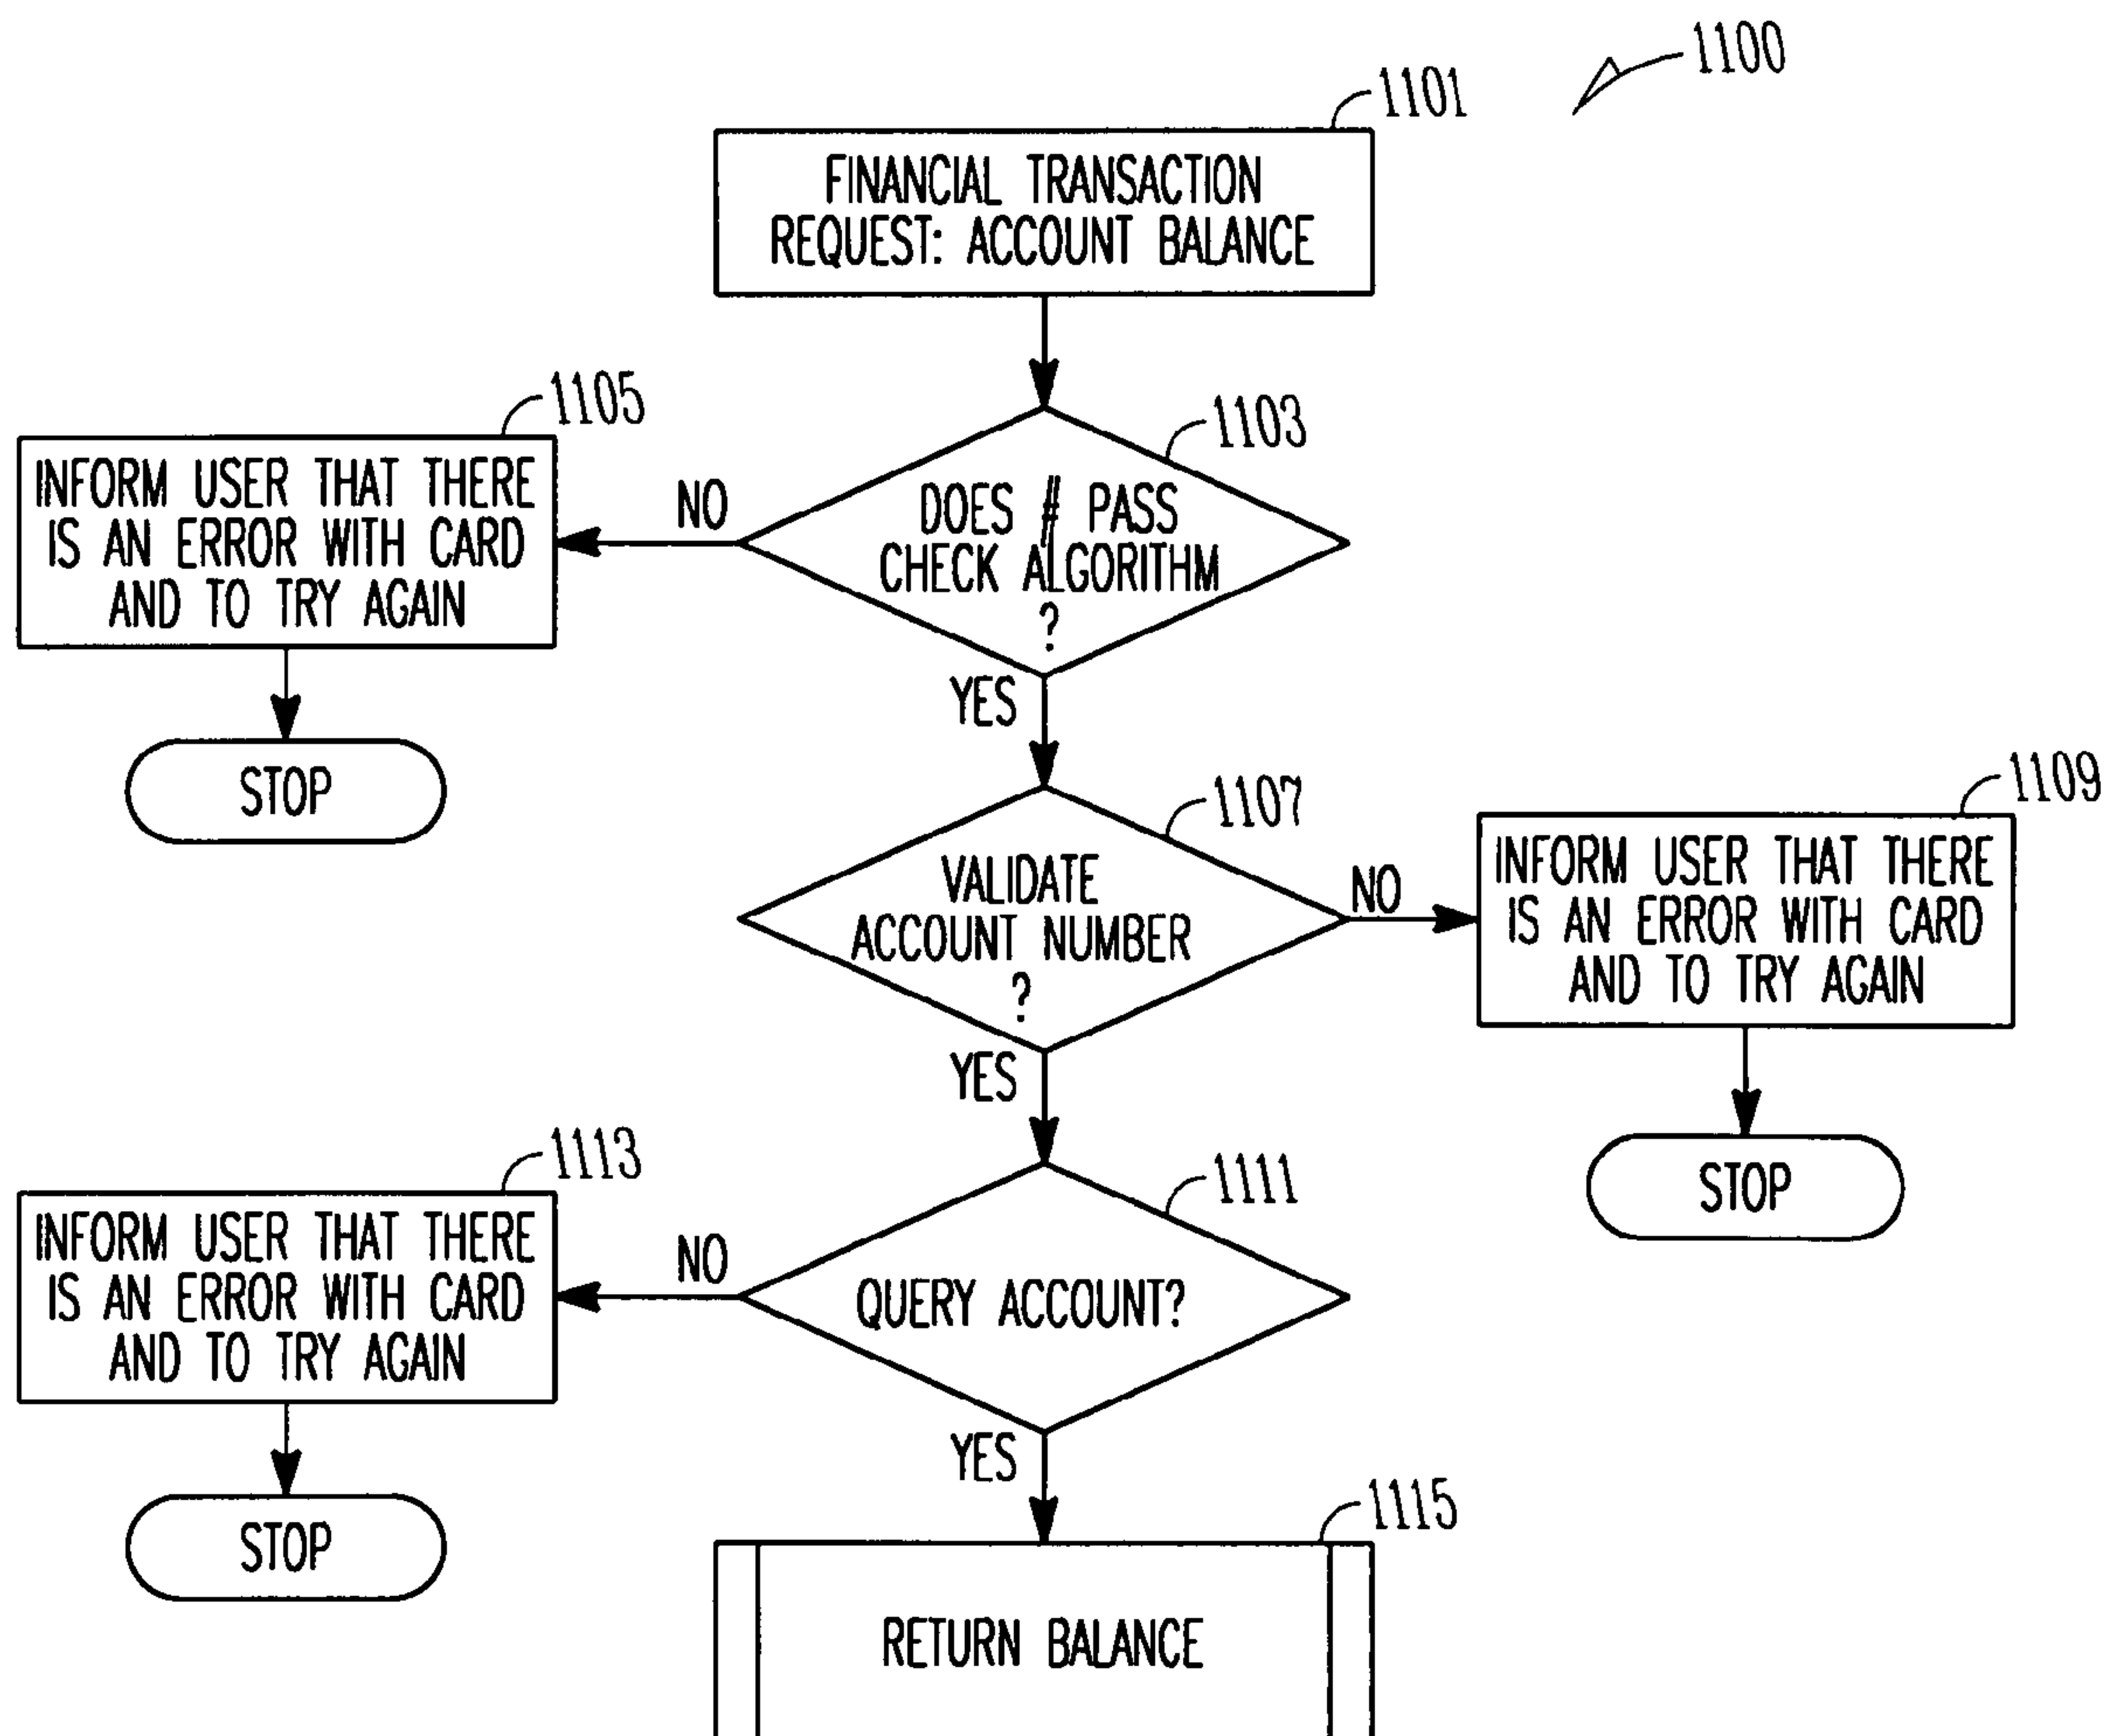 1100
1101
FINANCIAL TRANSACTION
REQUEST: ACCOUNT BALANCE
1105
INFORM USER THAT THERE
IS AN ERROR WITH CARD
AND TO TRY AGAIN
STOP
1103
DOES # PASS
CHECK ALGORITHM
?
NO
YES
1107
VALIDATE
ACCOUNT NUMBER
?
NO
YES
1109
INFORM USER THAT THERE
IS AN ERROR WITH CARD
AND TO TRY AGAIN
STOP
1113
INFORM USER THAT THERE
IS AN ERROR WITH CARD
AND TO TRY AGAIN
STOP
1111
QUERY ACCOUNT?
NO
YES
1115
RETURN BALANCE